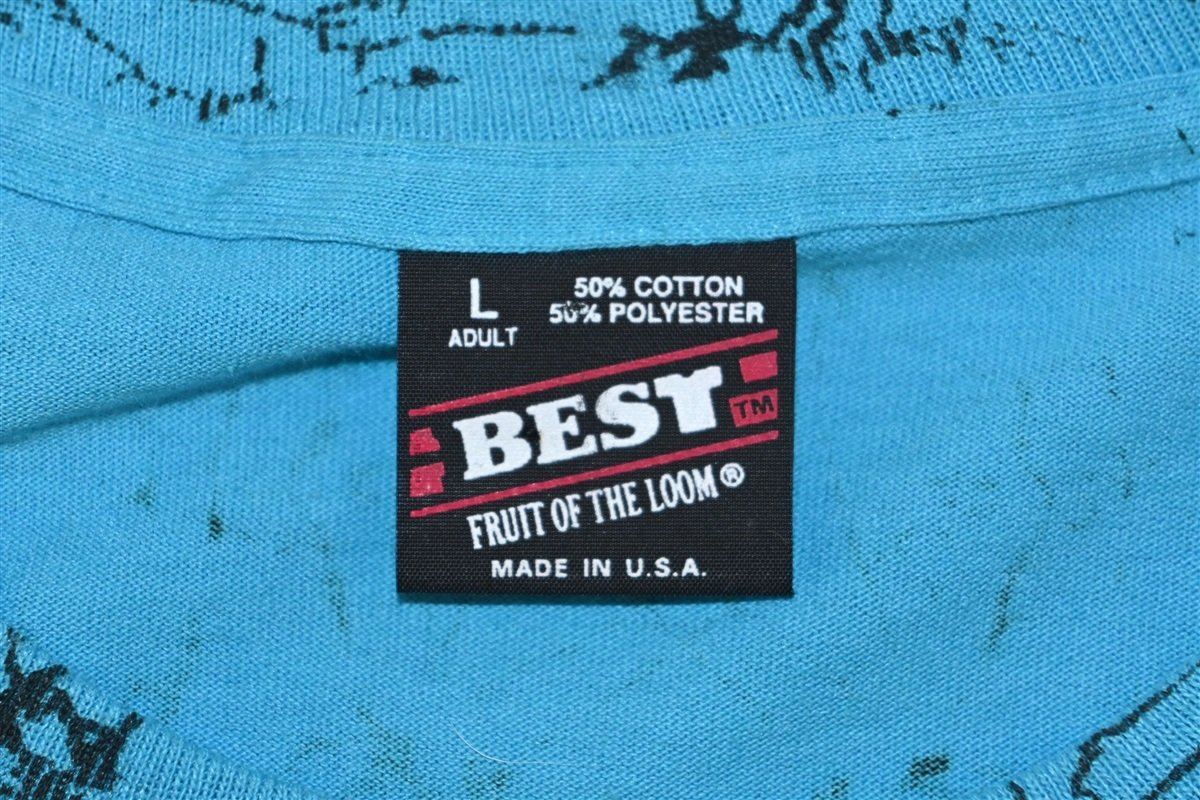 L
ADULT
50% COTTON
50% POLYESTER
BEST
TM
FRUIT OF THE LOOM®
MADE IN U.S.A.